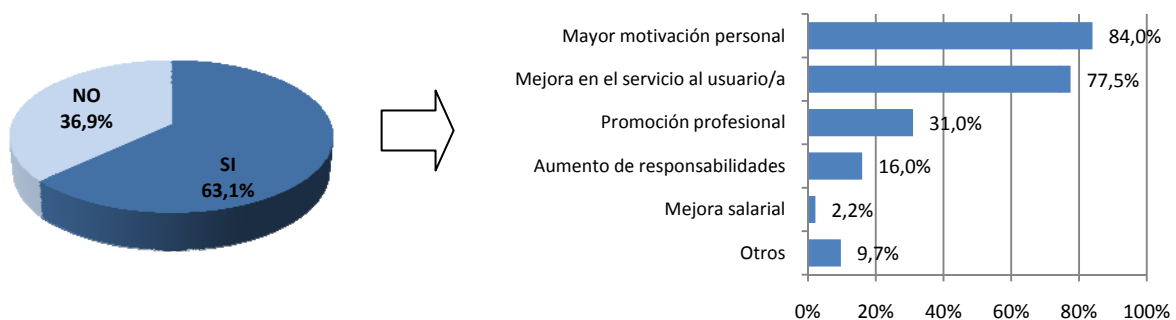 NO
36,9%
SI
63,1%
Mayor motivación personal 84,0%
Mejora en el servicio al usuario/a 77,5%
Promoción profesional 31,0%
Aumento de responsabilidades 16,0%
Mejora salarial 2,2%
Otros 9,7%
0% 20% 40% 60% 80% 100%